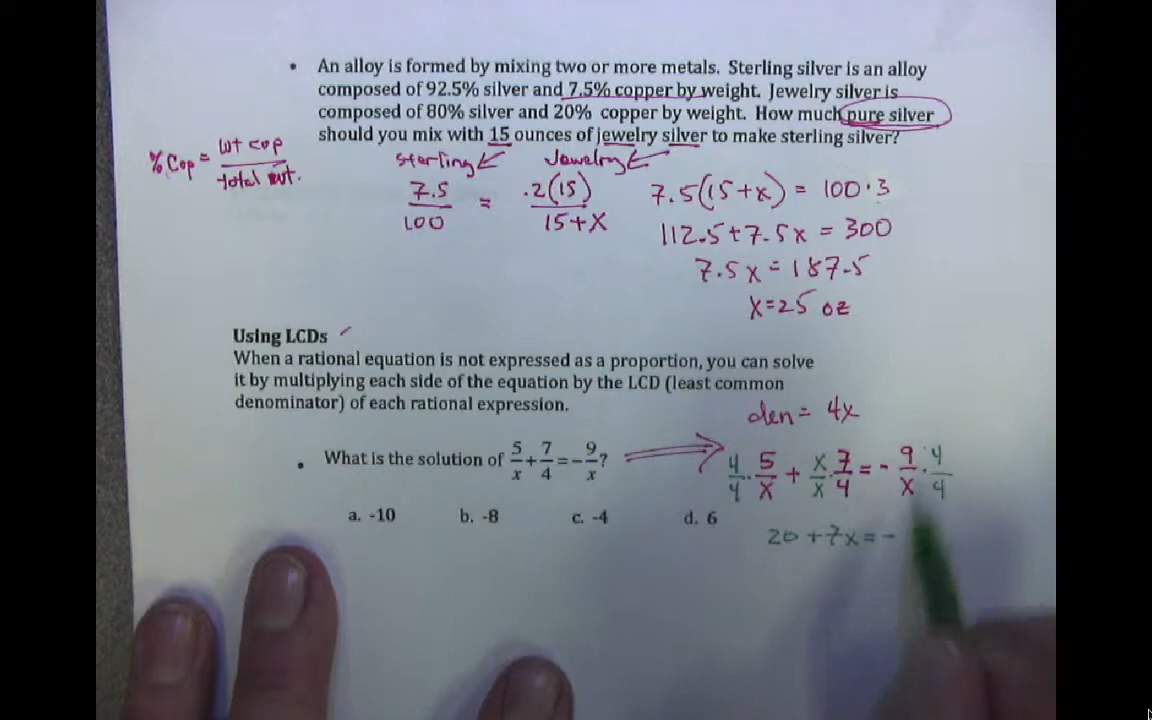 • An alloy is formed by mixing two or more metals. Sterling silver is an alloy
composed of 92.5% silver and 7.5% copper by weight. Jewelry silver is
composed of 80% silver and 20% copper by weight. How much pure silver
should you mix with 15 ounces of jewelry silver to make sterling silver?
% Cop = wt cop / total wt.
sterling Jewelry
7.5 / 100 = .2(15) / 15+x
7.5(15+x) = 100·3
112.5+7.5x = 300
7.5x = 187.5
x=25 oz
Using LCDs
When a rational equation is not expressed as a proportion, you can solve
it by multiplying each side of the equation by the LCD (least common
denominator) of each rational expression.
den = 4x
• What is the solution of 5/x + 7/4 = -9/x?
4/4 · 5/x + x/x · 7/4 = - 9/x · 4/4
a. -10 b. -8 c. -4 d. 6
20 +7x = -